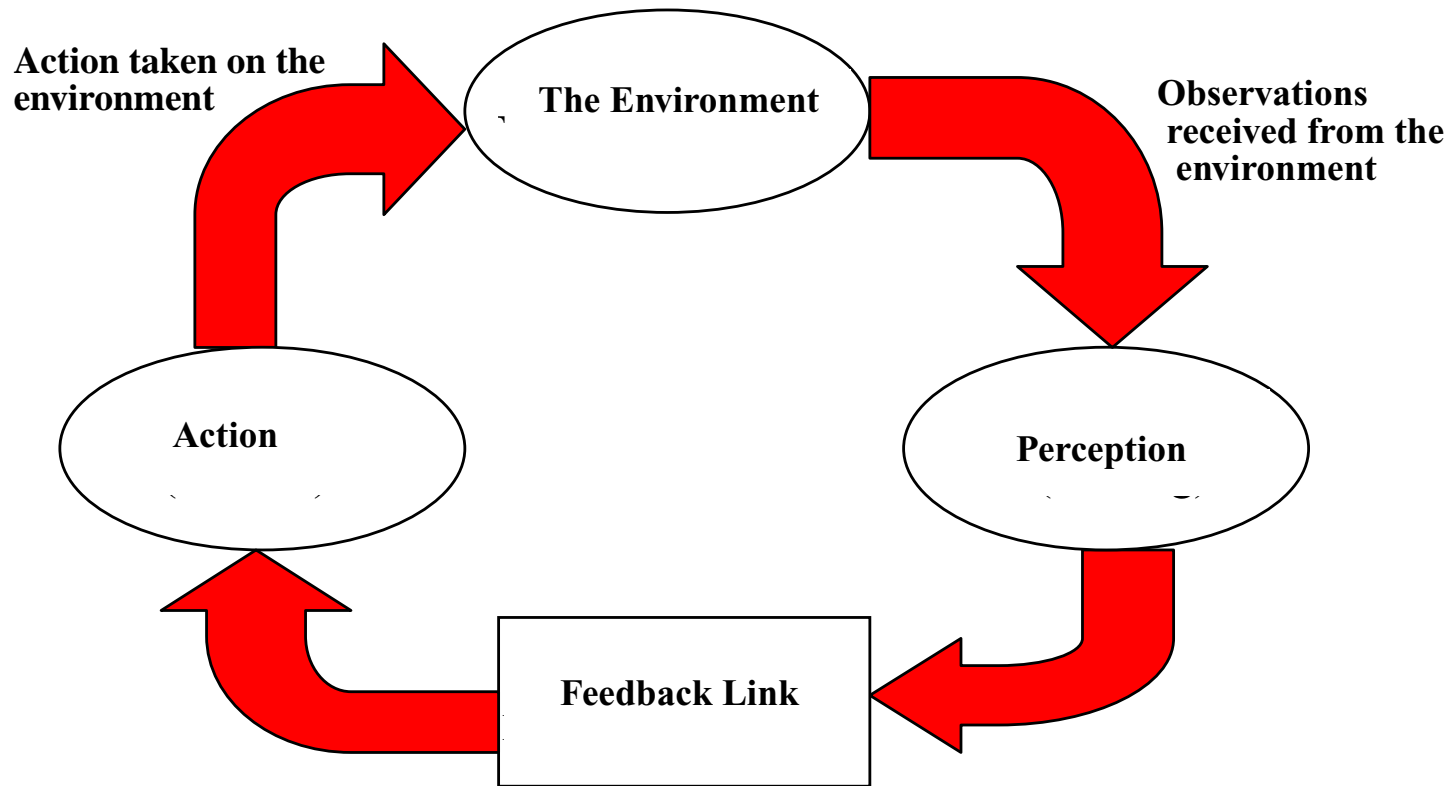 Action taken on the
environment
The Environment
Observations
received from the
environment
Action
Perception
Feedback Link